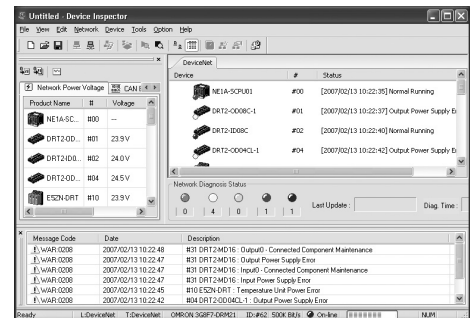 Untitled - Device Inspector
File View Edit Network Device Tools Option Help
DeviceNet
Device # Status
NE1A-SCPU01 #00 [2007/02/13 10:22:35] Normal Running
DRT2-OD08C-1 #01 [2007/02/13 10:22:37] Output Power Supply E
DRT2-ID08C #02 [2007/02/13 10:22:40] Normal Running
DRT2-OD04CL-1 #04 [2007/02/13 10:22:42] Output Power Supply E
Network Power Voltage CAN
Product Name # Voltage
NE1A-SC... #00 ---
DRT2-OD... #01 23.9 V
DRT2-ID0... #02 24.0 V
DRT2-OD... #04 24.5 V
E5ZN-DRT #10 23.9 V
Network Diagnosis Status
0 4 0 1 1
Last Update :
Diag. Time :
Message Code Date Description
WAR:0208 2007/02/13 10:22:48 #31 DRT2-MD16 : Output0 - Connected Component Maintenance
WAR:0208 2007/02/13 10:22:47 #31 DRT2-MD16 : Output Power Supply Error
WAR:0208 2007/02/13 10:22:47 #31 DRT2-MD16 : Input0 - Connected Component Maintenance
WAR:0208 2007/02/13 10:22:47 #31 DRT2-MD16 : Input Power Supply Error
WAR:0208 2007/02/13 10:22:45 #10 E5ZN-DRT : Temperature Unit Power Error
WAR:0208 2007/02/13 10:22:42 #04 DRT2-OD04CL-1 : Output Power Supply Error
Ready L:DeviceNet T:DeviceNet OMRON 3G8F7-DRM21 ID:#62 500K Bit/s On-line NUM